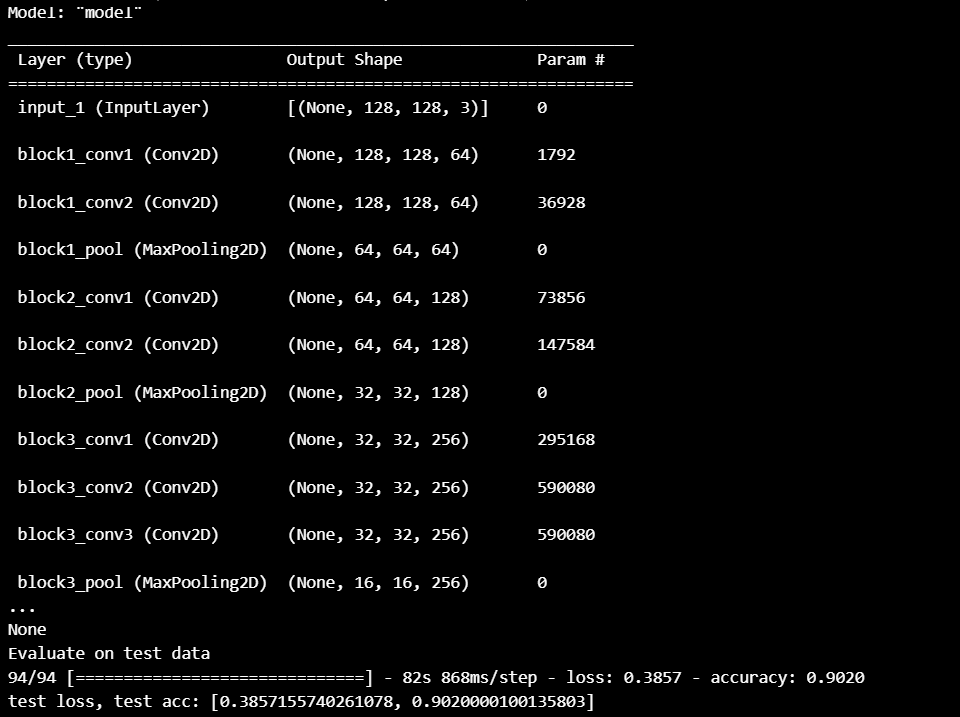 Model: "model"
_________________________________________________________________
Layer (type)                Output Shape              Param #
=================================================================
input_1 (InputLayer)        [(None, 128, 128, 3)]     0
block1_conv1 (Conv2D)       (None, 128, 128, 64)      1792
block1_conv2 (Conv2D)       (None, 128, 128, 64)      36928
block1_pool (MaxPooling2D)  (None, 64, 64, 64)        0
block2_conv1 (Conv2D)       (None, 64, 64, 128)       73856
block2_conv2 (Conv2D)       (None, 64, 64, 128)       147584
block2_pool (MaxPooling2D)  (None, 32, 32, 128)       0
block3_conv1 (Conv2D)       (None, 32, 32, 256)       295168
block3_conv2 (Conv2D)       (None, 32, 32, 256)       590080
block3_conv3 (Conv2D)       (None, 32, 32, 256)       590080
block3_pool (MaxPooling2D)  (None, 16, 16, 256)       0
...
None
Evaluate on test data
94/94 [==============================] - 82s 868ms/step - loss: 0.3857 - accuracy: 0.9020
test loss, test acc: [0.3857155740261078, 0.9020000100135803]